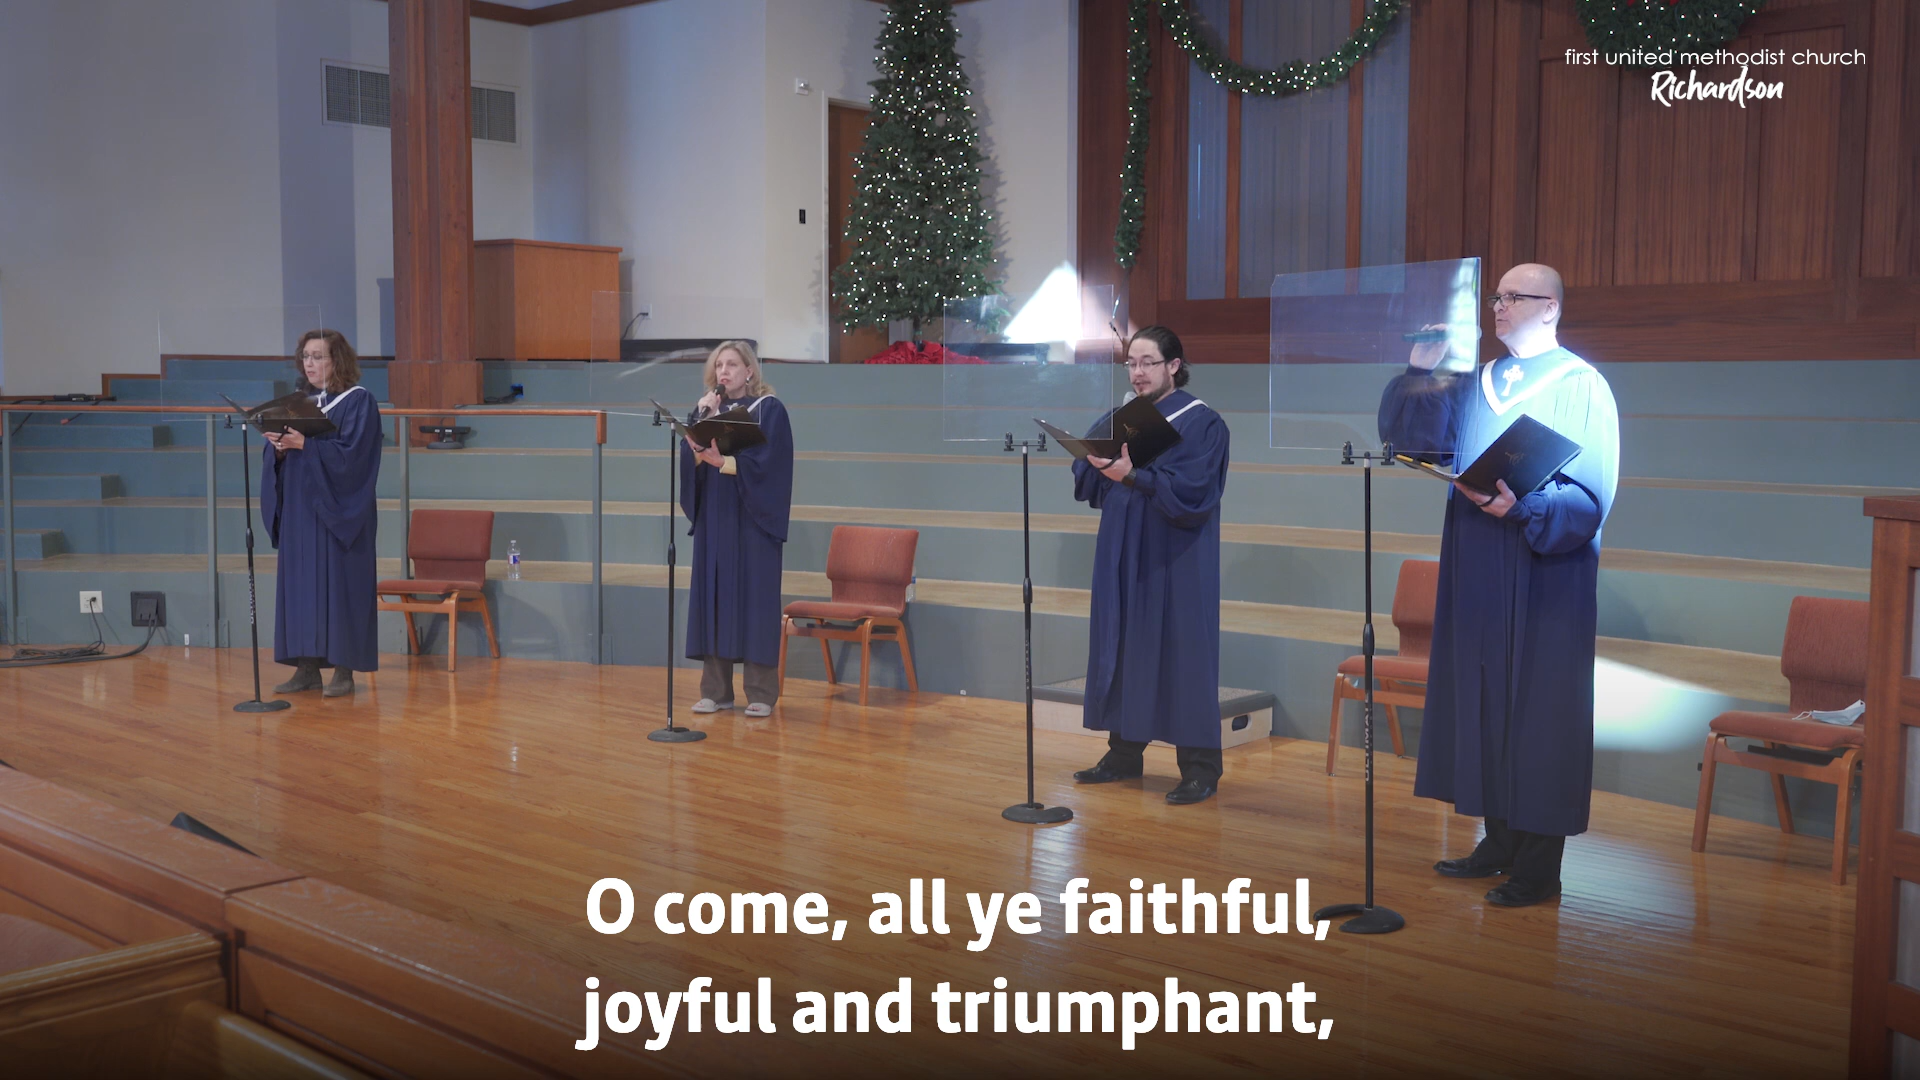 first united methodist church
Richardson
O come, all ye faithful,
joyful and triumphant,